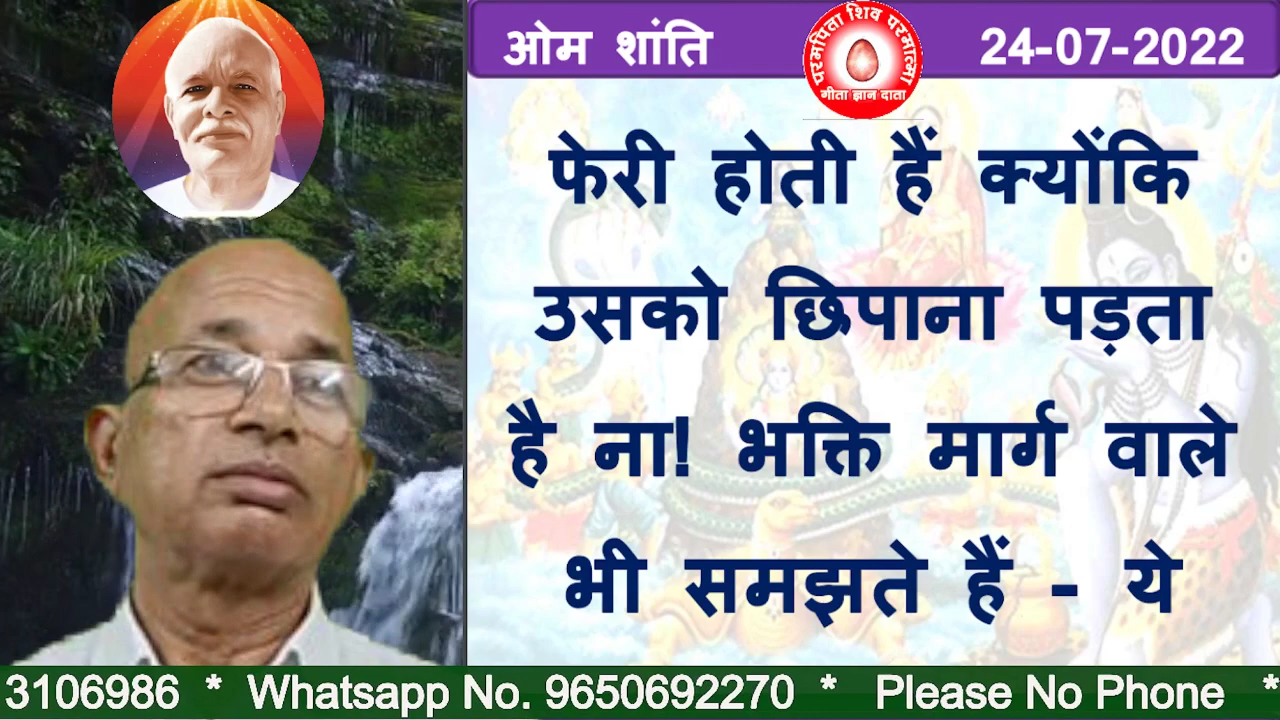 ओम शांति
परमपिता शिव परमात्मा
गीता ज्ञान दाता
24-07-2022
फेरी होती हैं क्योंकि
उसको छिपाना पड़ता
है ना! भक्ति मार्ग वाले
भी समझते हैं - ये
3106986 * Whatsapp No. 9650692270 * Please No Phone *